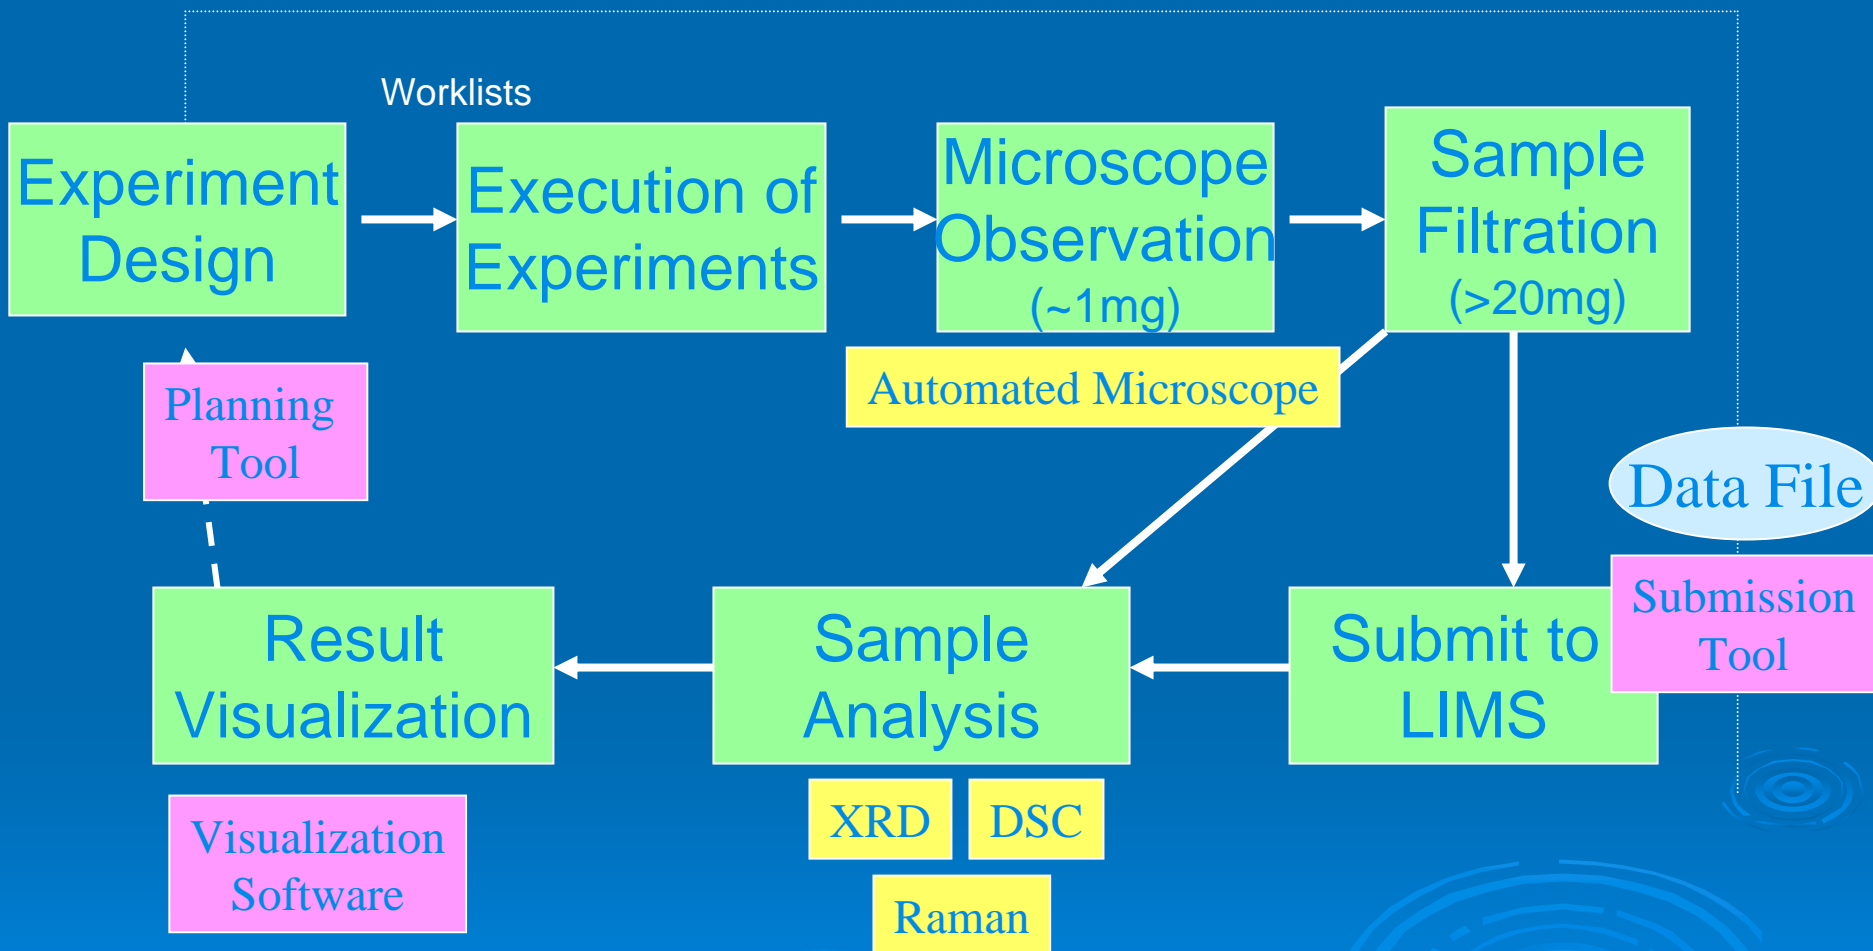 Worklists
Experiment
Design
Execution of
Experiments
Microscope
Observation
(~1mg)
Sample
Filtration
(>20mg)
Planning
Tool
Automated Microscope
Data File
Submission
Tool
Result
Visualization
Sample
Analysis
Submit to
LIMS
Visualization
Software
XRD
DSC
Raman